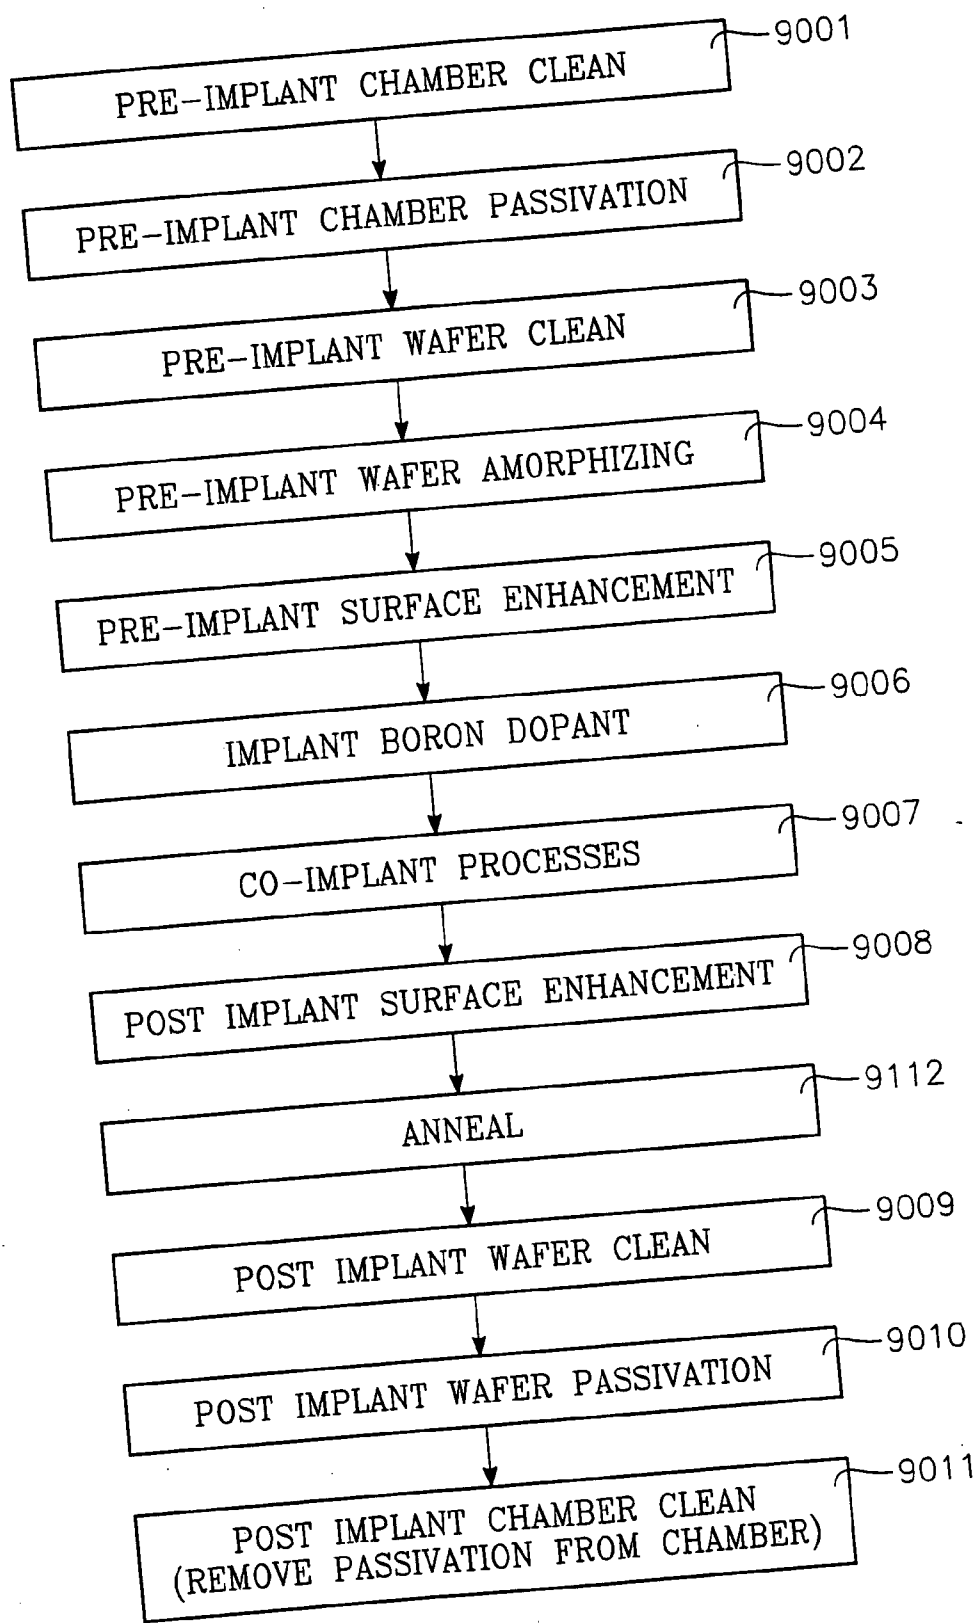 9001
PRE-IMPLANT CHAMBER CLEAN
9002
PRE-IMPLANT CHAMBER PASSIVATION
9003
PRE-IMPLANT WAFER CLEAN
9004
PRE-IMPLANT WAFER AMORPHIZING
9005
PRE-IMPLANT SURFACE ENHANCEMENT
9006
IMPLANT BORON DOPANT
9007
CO-IMPLANT PROCESSES
9008
POST IMPLANT SURFACE ENHANCEMENT
9112
ANNEAL
9009
POST IMPLANT WAFER CLEAN
9010
POST IMPLANT WAFER PASSIVATION
9011
POST IMPLANT CHAMBER CLEAN
(REMOVE PASSIVATION FROM CHAMBER)